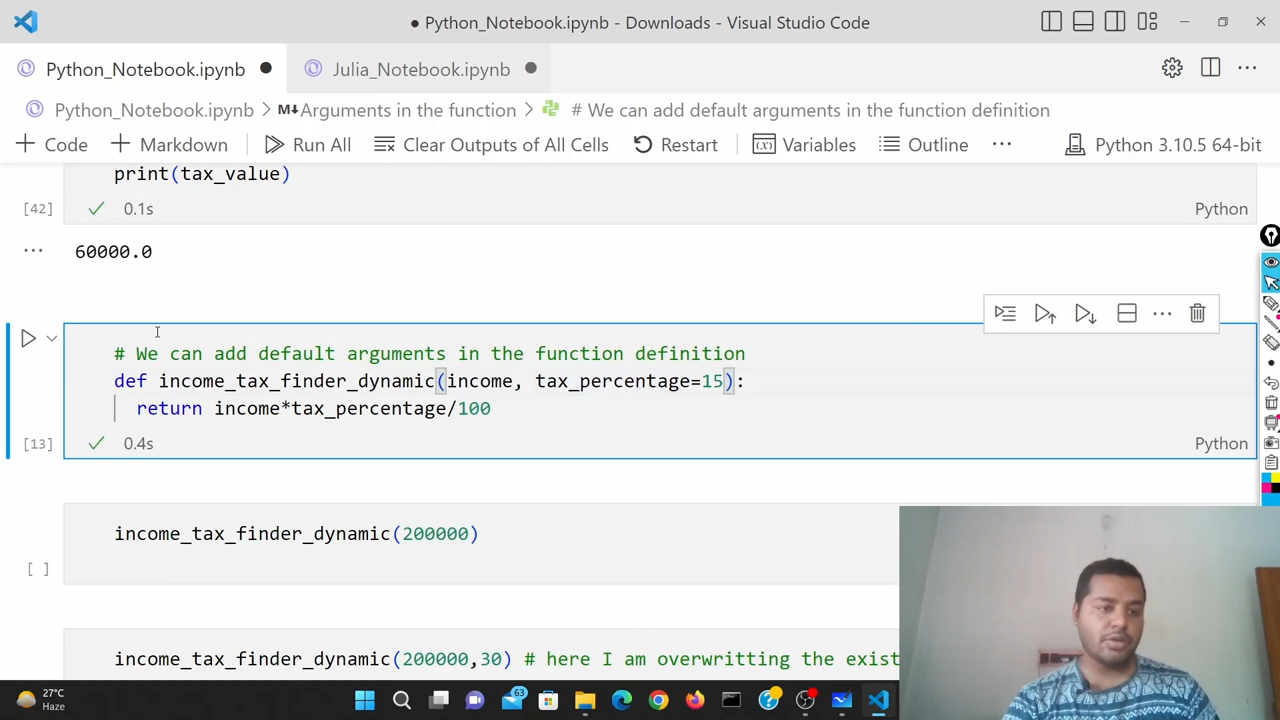 ● Python_Notebook.ipynb - Downloads - Visual Studio Code
Python_Notebook.ipynb ●
Julia_Notebook.ipynb ●
Python_Notebook.ipynb > M↓Arguments in the function > # We can add default arguments in the function definition
+ Code + Markdown Run All Clear Outputs of All Cells Restart Variables Outline ... Python 3.10.5 64-bit
print(tax_value)
[42] 0.1s Python
... 60000.0
# We can add default arguments in the function definition
def income_tax_finder_dynamic(income, tax_percentage=15):
return income*tax_percentage/100
[13] 0.4s Python
income_tax_finder_dynamic(200000)
[ ]
income_tax_finder_dynamic(200000,30) # here I am overwritting the exist
27°C
Haze
63